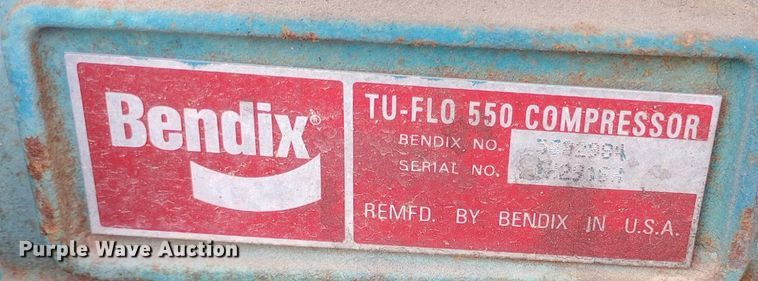 Bendix®
TU-FLO 550 COMPRESSOR
BENDIX NO.
SERIAL NO.
REMFD. BY BENDIX IN U.S.A.
Purple Wave Auction